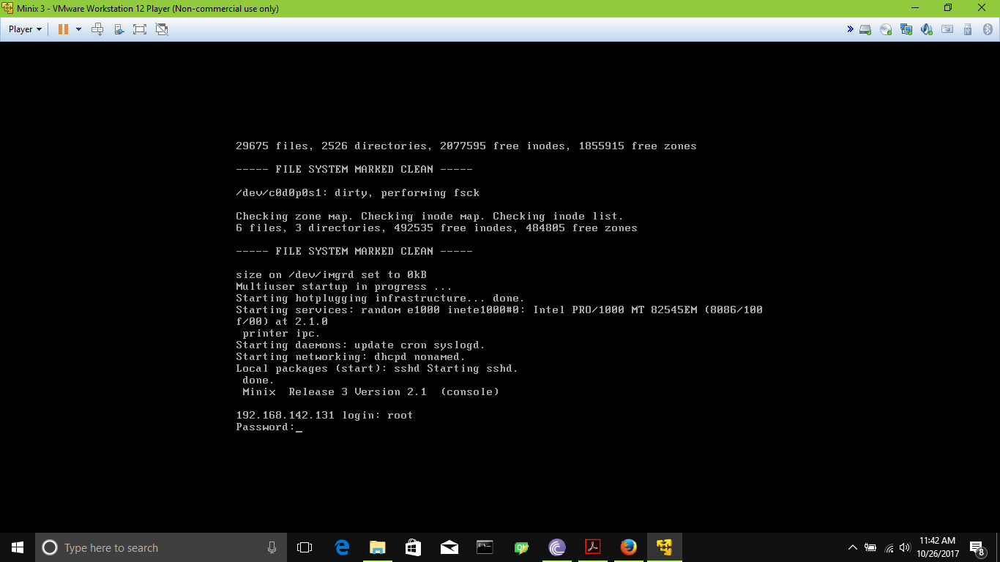 Minix 3 - VMware Workstation 12 Player (Non-commercial use only)
Player
29675 files, 2526 directories, 2077595 free inodes, 1855915 free zones
----- FILE SYSTEM MARKED CLEAN -----
/dev/c0d0p0s1: dirty, performing fsck
Checking zone map. Checking inode map. Checking inode list.
6 files, 3 directories, 492535 free inodes, 484805 free zones
----- FILE SYSTEM MARKED CLEAN -----
size on /dev/imgrd set to 0kB
Multiuser startup in progress ...
Starting hotplugging infrastructure... done.
Starting services: random e1000 inete1000#0: Intel PRO/1000 MT 82545EM (8086/100
f/00) at 2.1.0
printer ipc.
Starting daemons: update cron syslogd.
Starting networking: dhcpd nonamed.
Local packages (start): sshd Starting sshd.
done.
Minix  Release 3 Version 2.1  (console)
192.168.142.131 login: root
Password:_
Type here to search
11:42 AM
10/26/2017
8